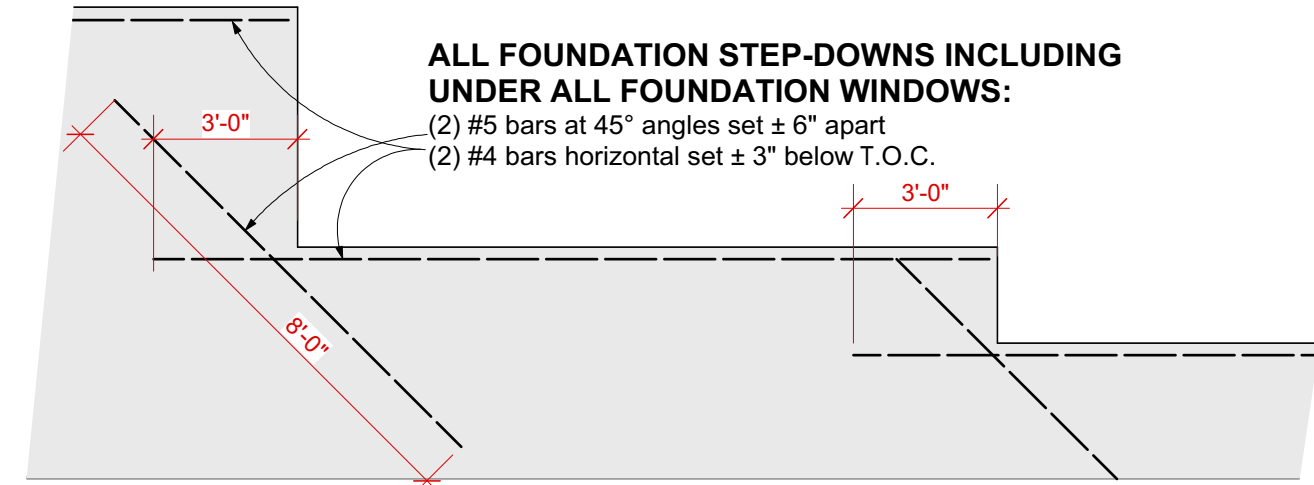 ALL FOUNDATION STEP-DOWNS INCLUDING
UNDER ALL FOUNDATION WINDOWS:
(2) #5 bars at 45° angles set ± 6" apart
(2) #4 bars horizontal set ± 3" below T.O.C.
3'-0"
3'-0"
8'-0"